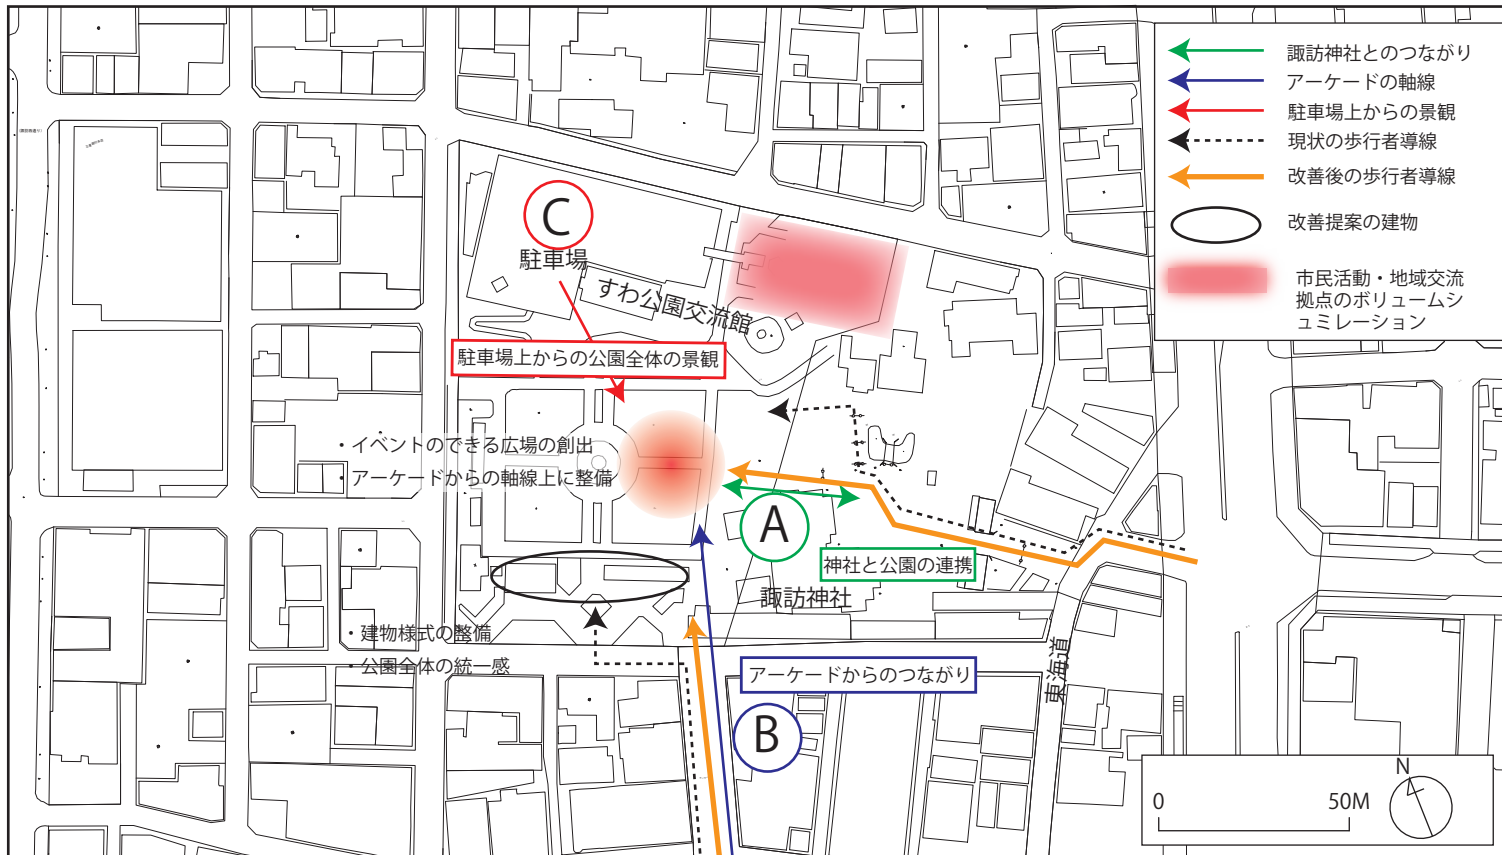 諏訪神社とのつながり
アーケードの軸線
駐車場上からの景観
現状の歩行者導線
改善後の歩行者導線
改善提案の建物
市民活動・地域交流
拠点のボリュームシ
ュミレーション
C
駐車場
すわ公園交流館
駐車場上からの公園全体の景観
・イベントのできる広場の創出
・アーケードからの軸線上に整備
A
神社と公園の連携
諏訪神社
・建物様式の整備
・公園全体の統一感
アーケードからのつながり
B
東海道
N
0 50M